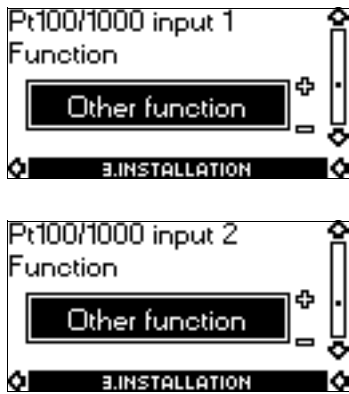 Pt100/1000 input 1
Function
Other function
3.INSTALLATION
Pt100/1000 input 2
Function
Other function
3.INSTALLATION